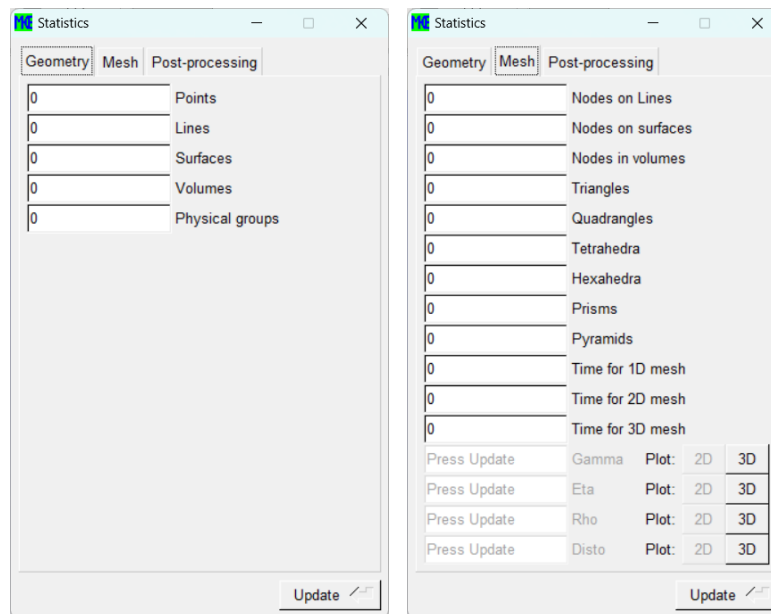 MKE Statistics
Geometry Mesh Post-processing
0 Points
0 Lines
0 Surfaces
0 Volumes
0 Physical groups
Update
MKE Statistics
Geometry Mesh Post-processing
0 Nodes on Lines
0 Nodes on surfaces
0 Nodes in volumes
0 Triangles
0 Quadrangles
0 Tetrahedra
0 Hexahedra
0 Prisms
0 Pyramids
0 Time for 1D mesh
0 Time for 2D mesh
0 Time for 3D mesh
Press Update Gamma Plot: 2D 3D
Press Update Eta Plot: 2D 3D
Press Update Rho Plot: 2D 3D
Press Update Disto Plot: 2D 3D
Update